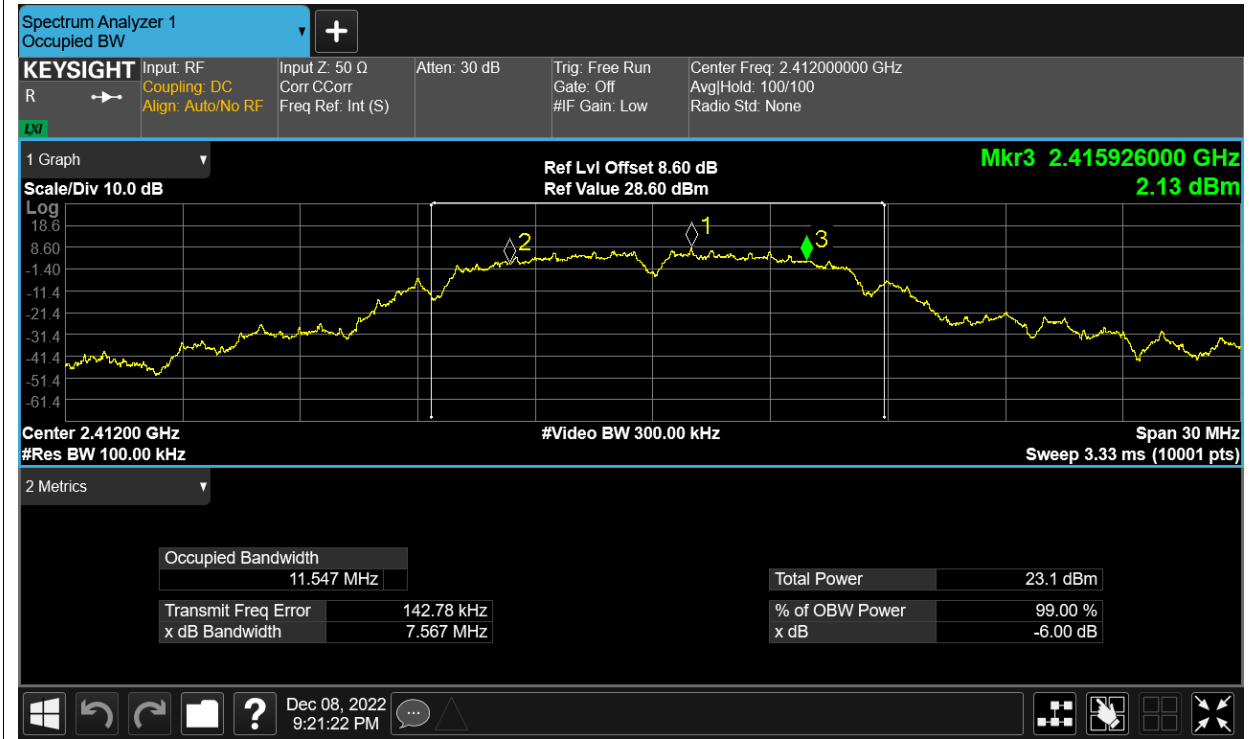 Spectrum Analyzer 1
Occupied BW
KEYSIGHT
R
LXI
Input: RF
Coupling: DC
Align: Auto/No RF
Input Z: 50 Ω
Corr CCorr
Freq Ref: Int (S)
Atten: 30 dB
Trig: Free Run
Gate: Off
#IF Gain: Low
Center Freq: 2.412000000 GHz
Avg|Hold: 100/100
Radio Std: None
1 Graph
Scale/Div 10.0 dB
Ref Lvl Offset 8.60 dB
Ref Value 28.60 dBm
Mkr3 2.415926000 GHz
2.13 dBm
Log
18.6
8.60
-1.40
-11.4
-21.4
-31.4
-41.4
-51.4
-61.4
2
1
3
Center 2.41200 GHz
#Res BW 100.00 kHz
#Video BW 300.00 kHz
Span 30 MHz
Sweep 3.33 ms (10001 pts)
2 Metrics
Occupied Bandwidth
11.547 MHz
Transmit Freq Error 142.78 kHz
x dB Bandwidth 7.567 MHz
Total Power 23.1 dBm
% of OBW Power 99.00 %
x dB -6.00 dB
?
Dec 08, 2022
9:21:22 PM